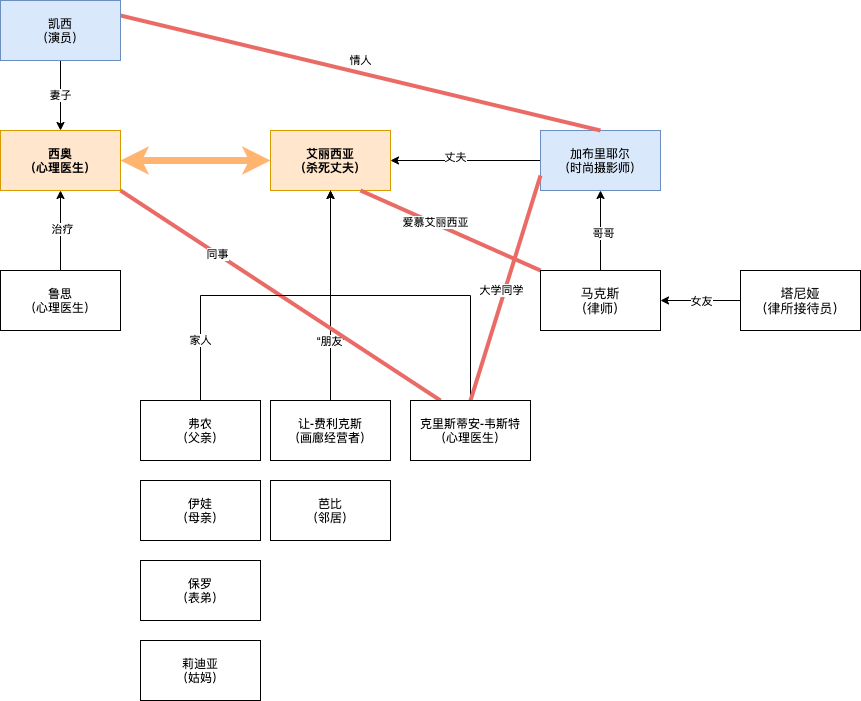 凯西
(演员)
情人
妻子
西奥
(心理医生)
艾丽西亚
(杀死丈夫)
丈夫
加布里耶尔
(时尚摄影师)
爱慕艾丽西亚
治疗
哥哥
同事
鲁思
(心理医生)
大学同学
马克斯
(律师)
女友
塔尼娅
(律所接待员)
家人
“朋友
弗农
(父亲)
让-费利克斯
(画廊经营者)
克里斯蒂安-韦斯特
(心理医生)
伊娃
(母亲)
芭比
(邻居)
保罗
(表弟)
莉迪亚
(姑妈)